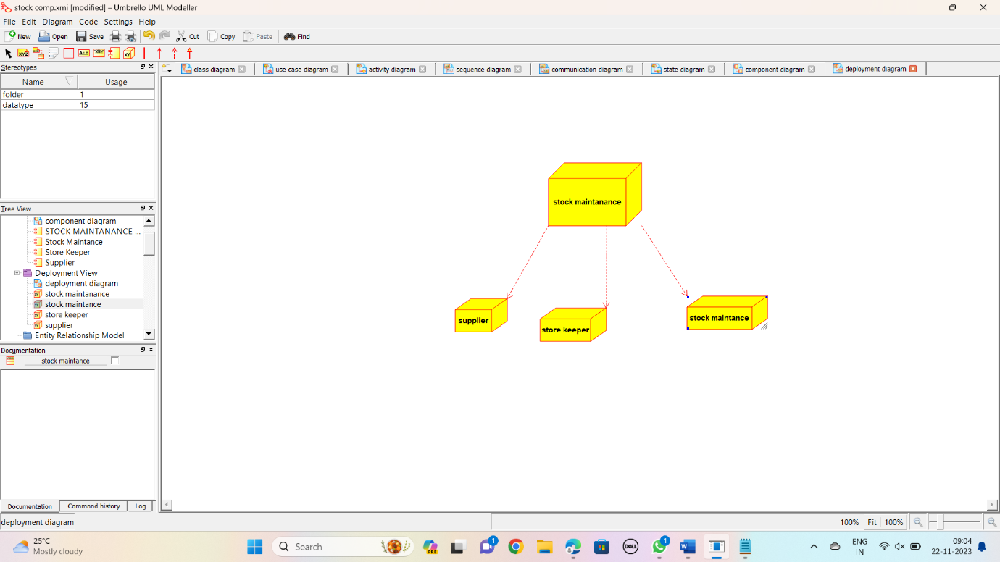 stock comp.xmi [modified] – Umbrello UML Modeller
File Edit Diagram Code Settings Help
New Open Save Cut Copy Paste Find
Stereotypes
Name Usage
folder 1
datatype 15
class diagram use case diagram activity diagram sequence diagram communication diagram state diagram component diagram deployment diagram
stock maintanance
supplier
store keeper
stock maintance
Tree View
component diagram
STOCK MAINTANANCE ...
Stock Maintance
Store Keeper
Supplier
Deployment View
deployment diagram
stock maintanance
stock maintance
store keeper
supplier
Entity Relationship Model
Documentation
stock maintance
Documentation Command history Log
deployment diagram
100% Fit 100%
25°C
Mostly cloudy
Search
PRE
1
DELL
1
ENG
IN
09:04
22-11-2023